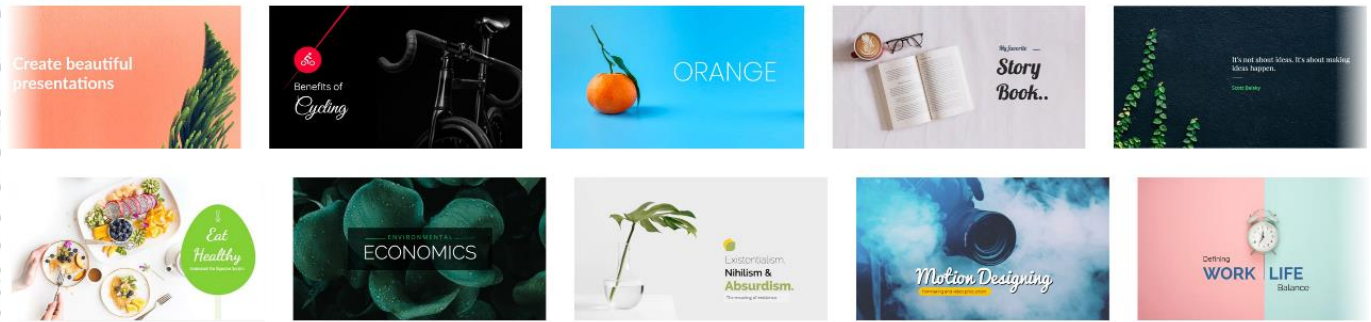 Create beautiful
presentations
Benefits of
Cycling
ORANGE
My favorite
Story
Book..
It's not about ideas. It's about making
ideas happen.
Scott Belsky
Eat
Healthy
ENVIRONMENTAL
ECONOMICS
Existentialism,
Nihilism &
Absurdism.
The meaning of existence
Motion Designing
Defining
WORK LIFE
Balance